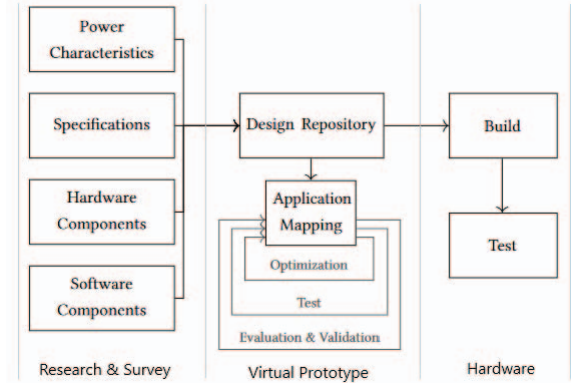 Power
Characteristics
Specifications
Hardware
Components
Software
Components
Research & Survey
Design Repository
Application
Mapping
Optimization
Test
Evaluation & Validation
Virtual Prototype
Build
Test
Hardware